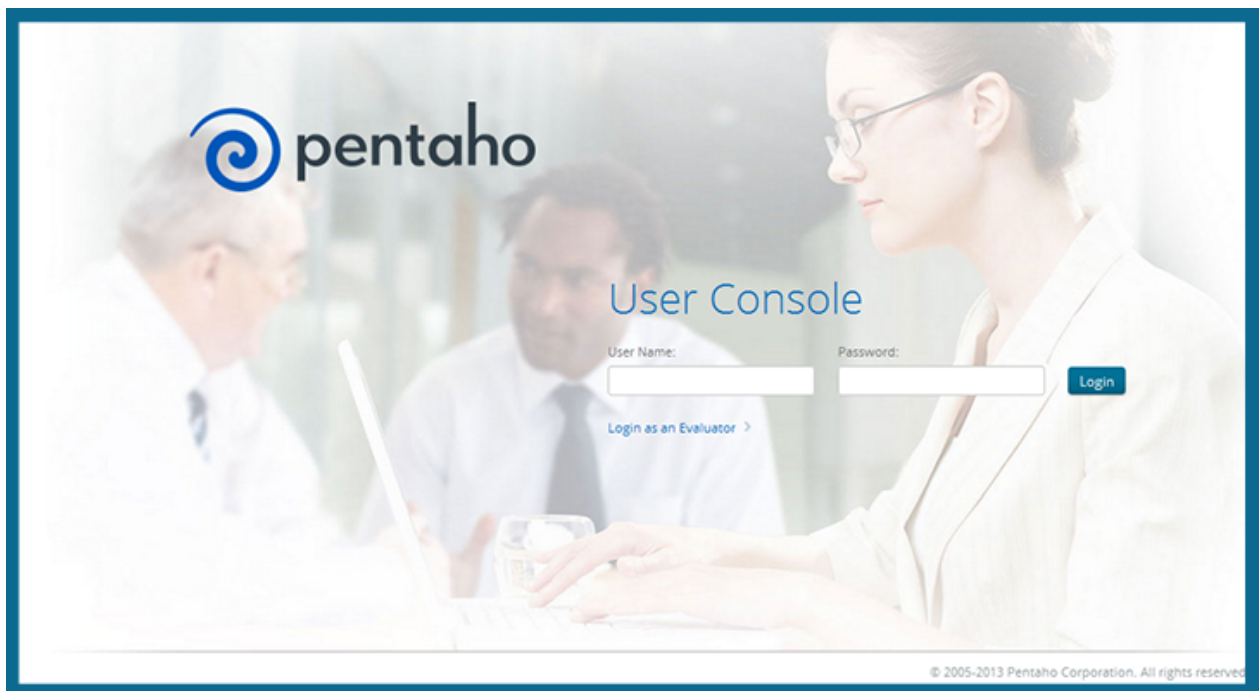 pentaho
User Console
User Name:
Password:
Login
Login as an Evaluator >
© 2005-2013 Pentaho Corporation. All rights reserved